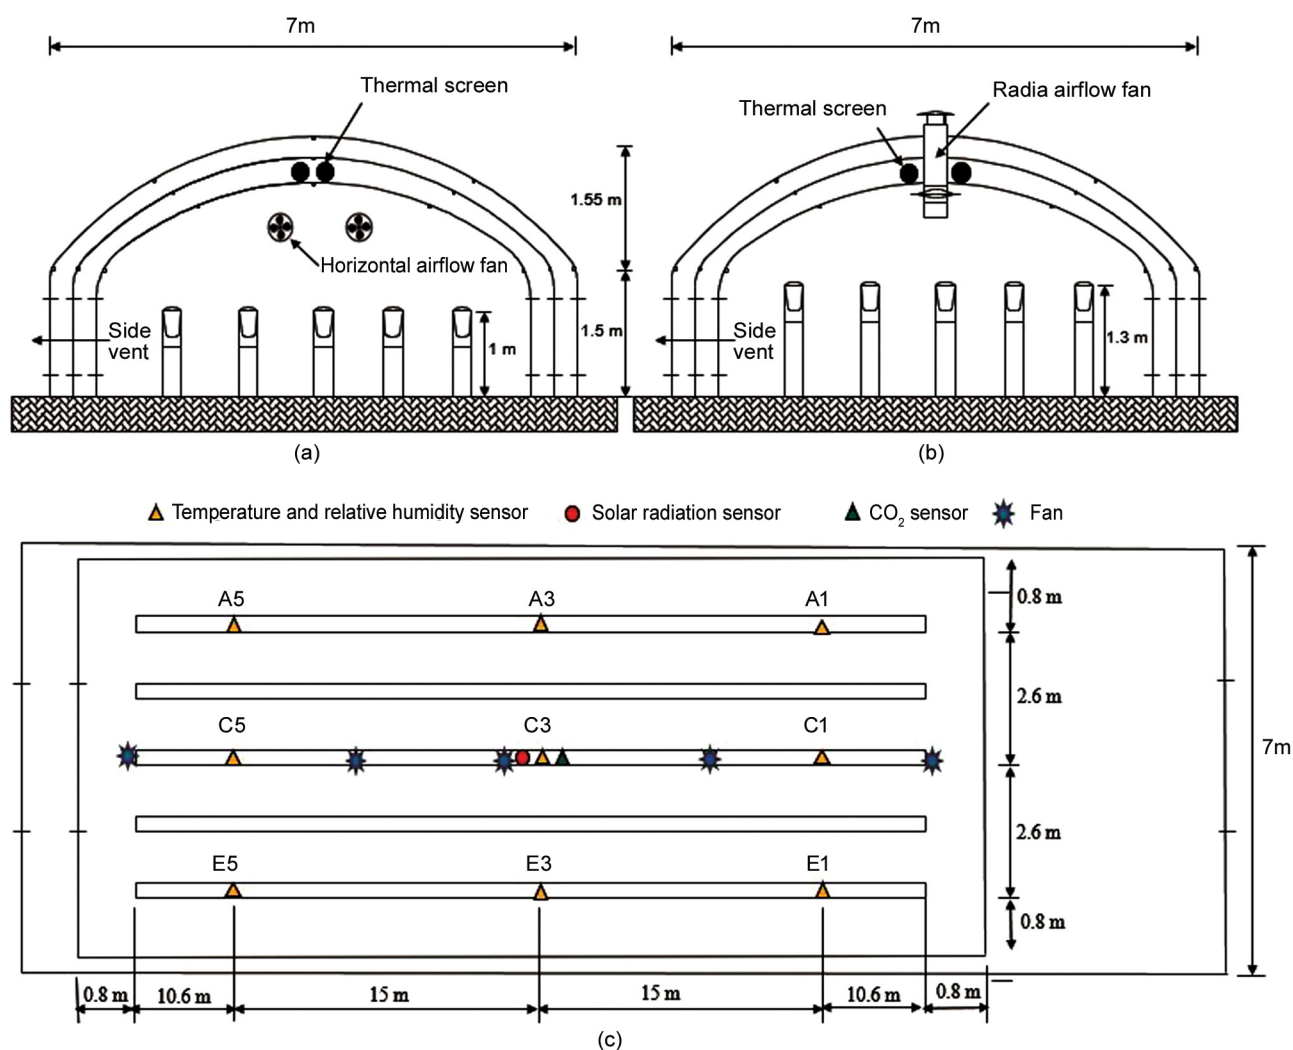 7m
7m
Thermal screen
Radia airflow fan
Thermal screen
1.55 m
Horizontal airflow fan
Side
vent
1 m
1.5 m
Side
vent
1.3 m
(a)
(b)
Temperature and relative humidity sensor
Solar radiation sensor
CO2 sensor
Fan
A5
A3
A1
0.8 m
2.6 m
C5
C3
C1
7m
2.6 m
E5
E3
E1
0.8 m
0.8 m
10.6 m
15 m
15 m
10.6 m
0.8 m
(c)